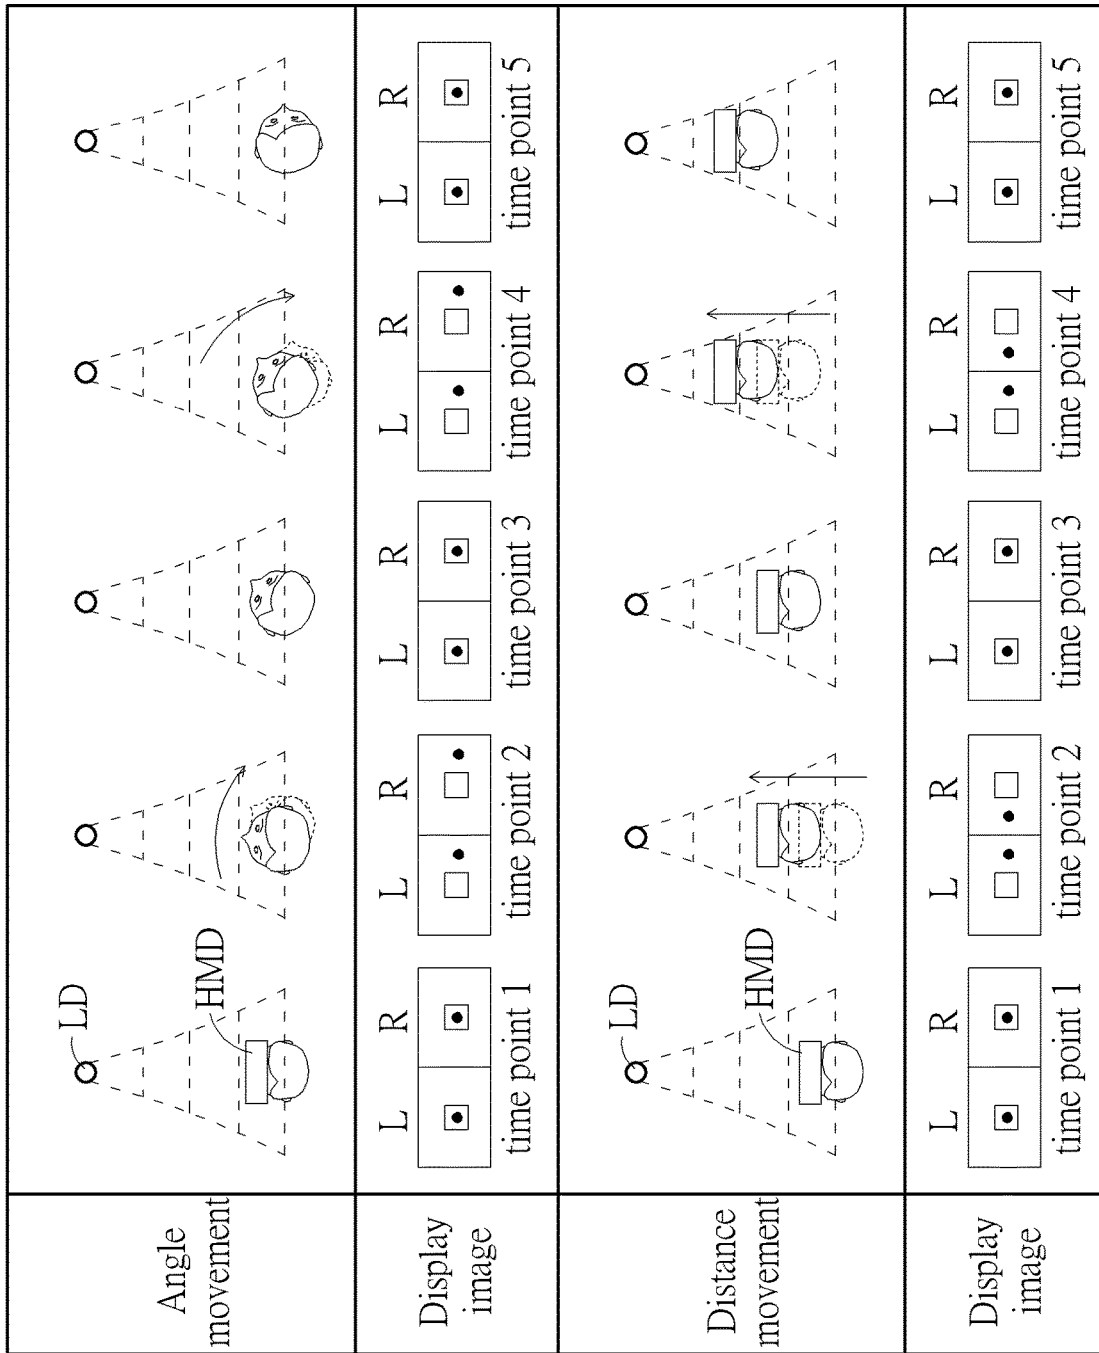 Angle
movement
LD
HMD
Display
image
L R L R L R L R L R
time point 1 time point 2 time point 3 time point 4 time point 5
Distance
movement
LD
HMD
Display
image
L R L R L R L R L R
time point 1 time point 2 time point 3 time point 4 time point 5